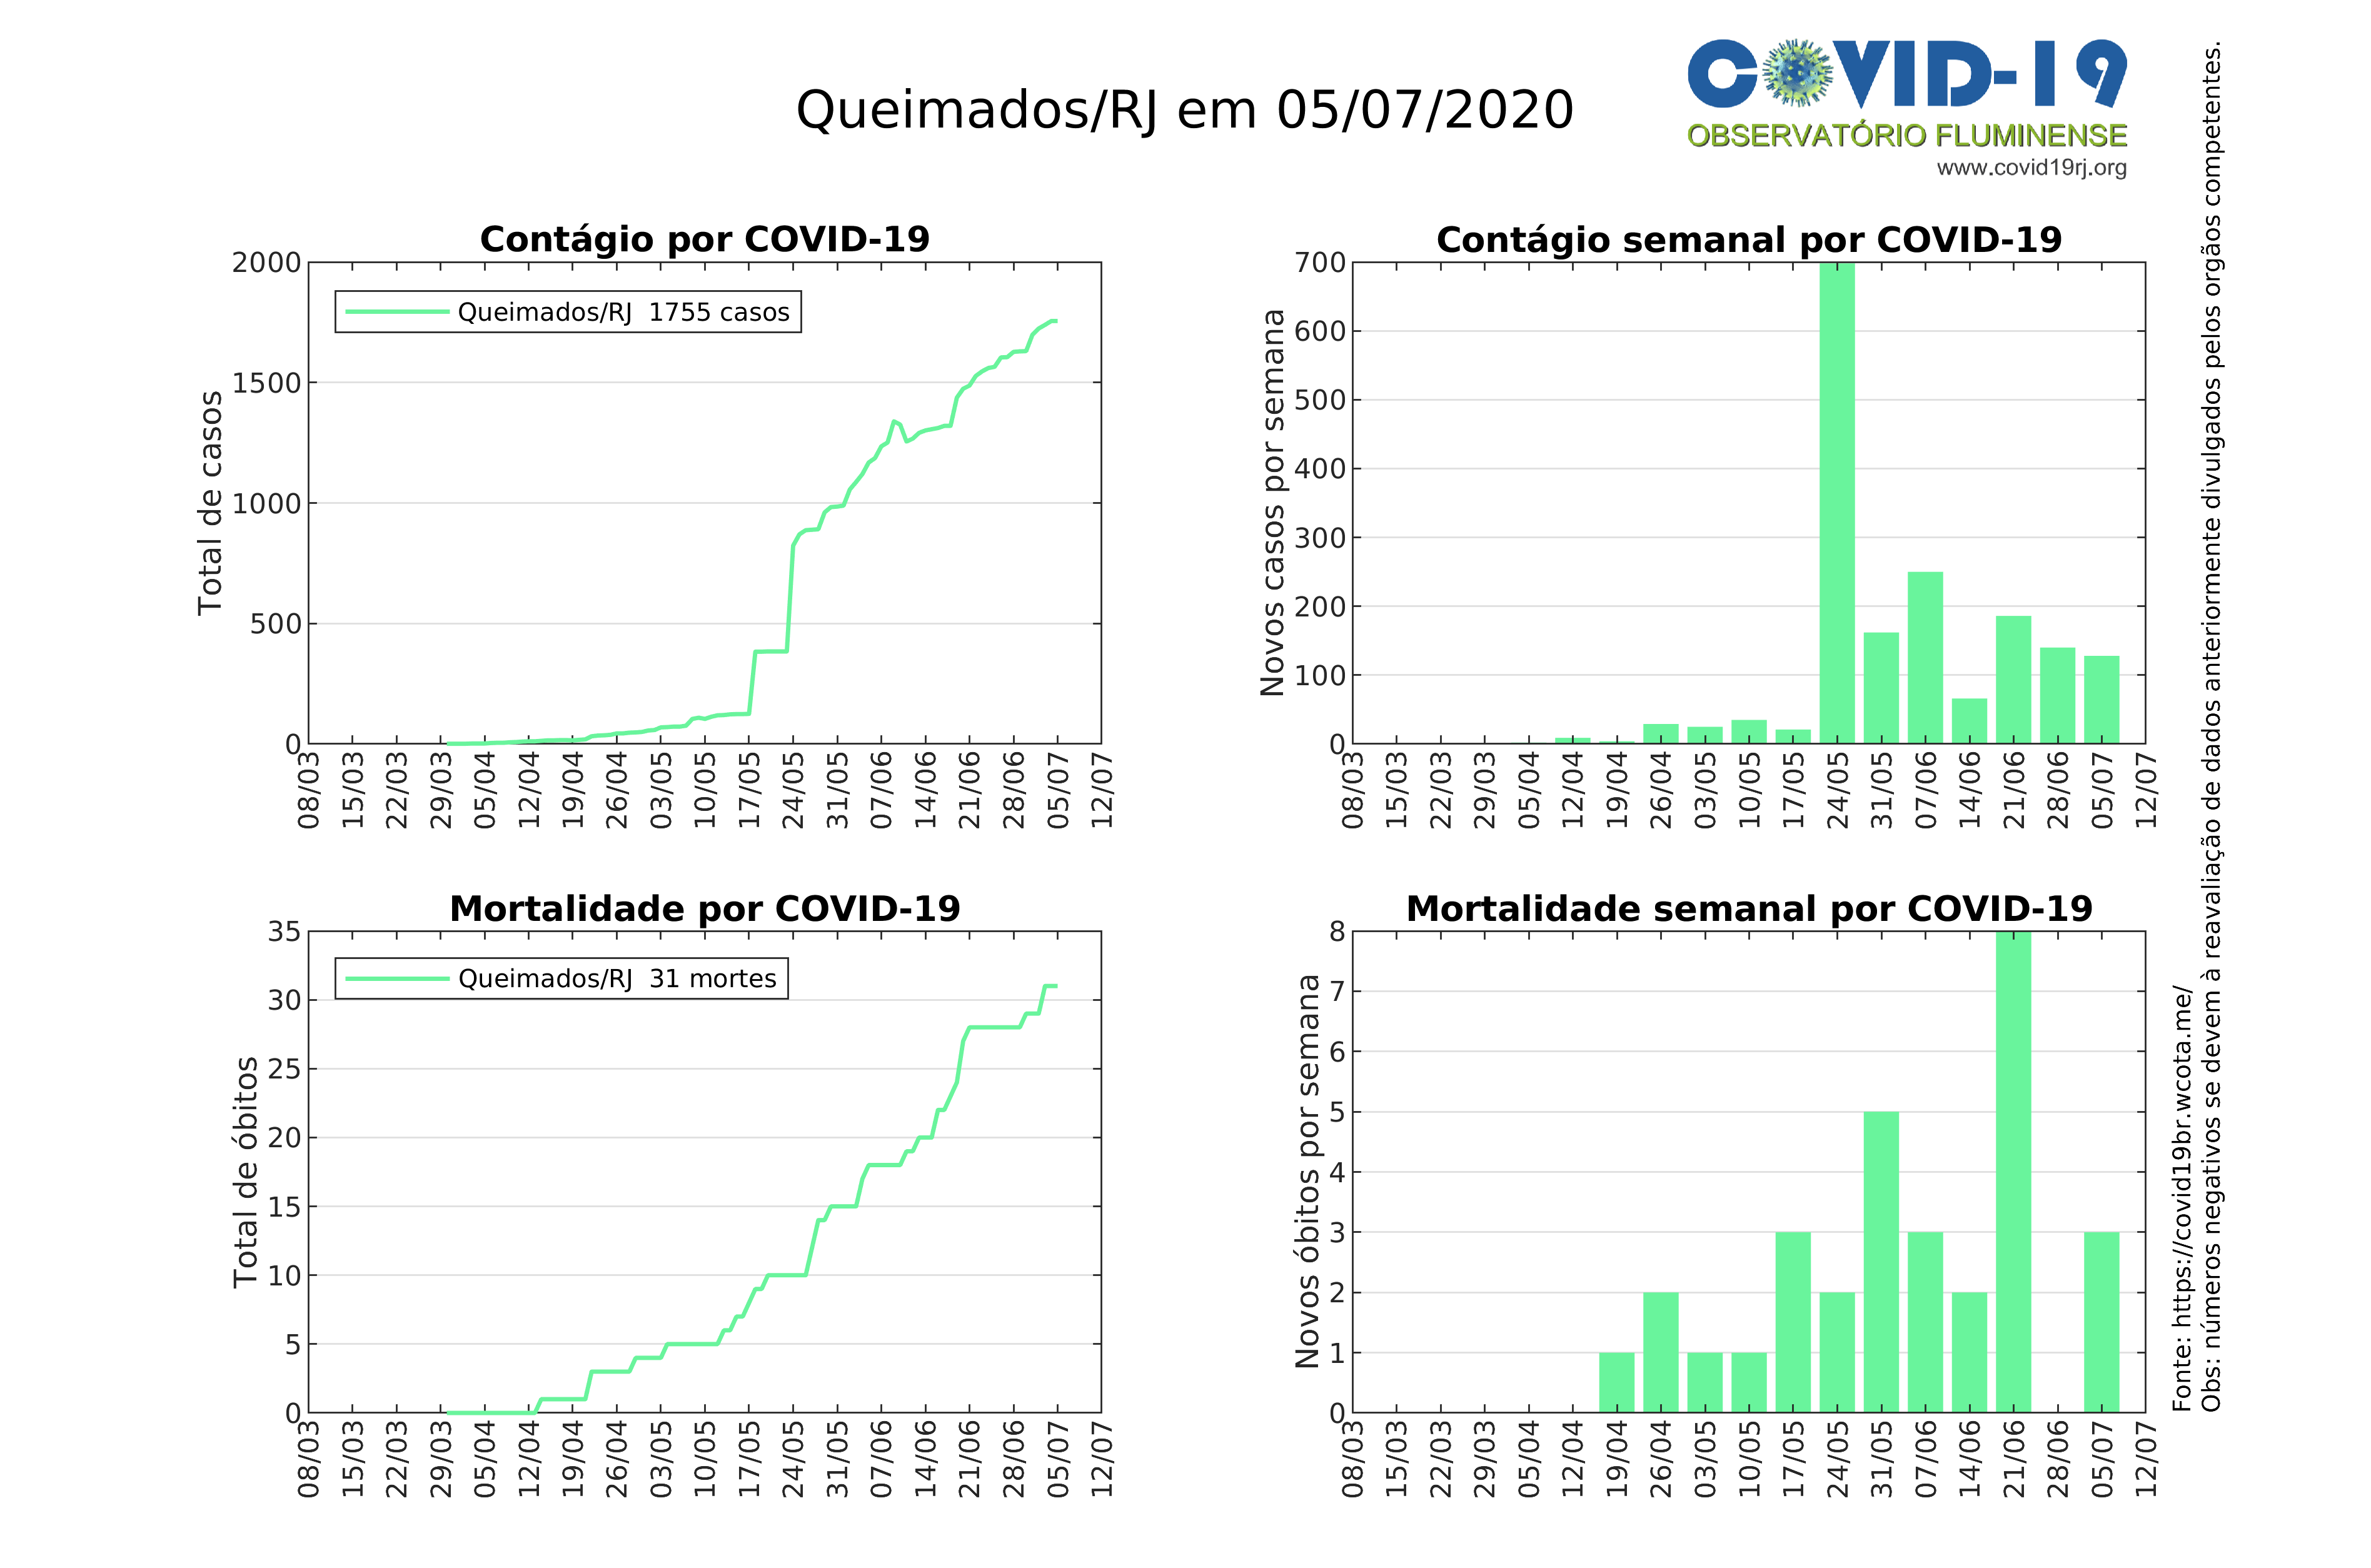 Queimados/RJ em 05/07/2020
COVID-19
OBSERVATÓRIO FLUMINENSE
www.covid19rj.org
Contágio por COVID-19
Total de casos
2000
1500
1000
500
0
Queimados/RJ  1755 casos
08/03 15/03 22/03 29/03 05/04 12/04 19/04 26/04 03/05 10/05 17/05 24/05 31/05 07/06 14/06 21/06 28/06 05/07 12/07
Contágio semanal por COVID-19
Novos casos por semana
700
600
500
400
300
200
100
0
08/03 15/03 22/03 29/03 05/04 12/04 19/04 26/04 03/05 10/05 17/05 24/05 31/05 07/06 14/06 21/06 28/06 05/07 12/07
Mortalidade por COVID-19
Total de óbitos
35
30
25
20
15
10
5
0
Queimados/RJ  31 mortes
08/03 15/03 22/03 29/03 05/04 12/04 19/04 26/04 03/05 10/05 17/05 24/05 31/05 07/06 14/06 21/06 28/06 05/07 12/07
Mortalidade semanal por COVID-19
Novos óbitos por semana
8
7
6
5
4
3
2
1
0
08/03 15/03 22/03 29/03 05/04 12/04 19/04 26/04 03/05 10/05 17/05 24/05 31/05 07/06 14/06 21/06 28/06 05/07 12/07
Fonte: https://covid19br.wcota.me/
Obs: números negativos se devem à reavaliação de dados anteriormente divulgados pelos orgãos competentes.